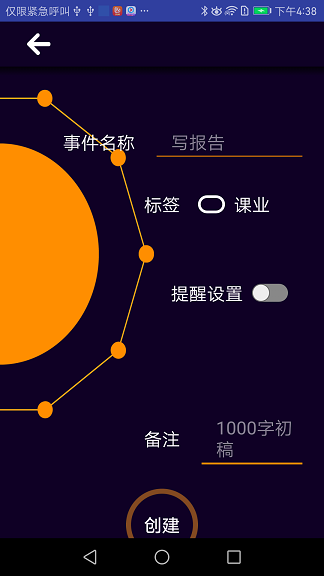 仅限紧急呼叫 下午4:38
事件名称 写报告
标签 课业
提醒设置
备注 1000字初
稿
创建